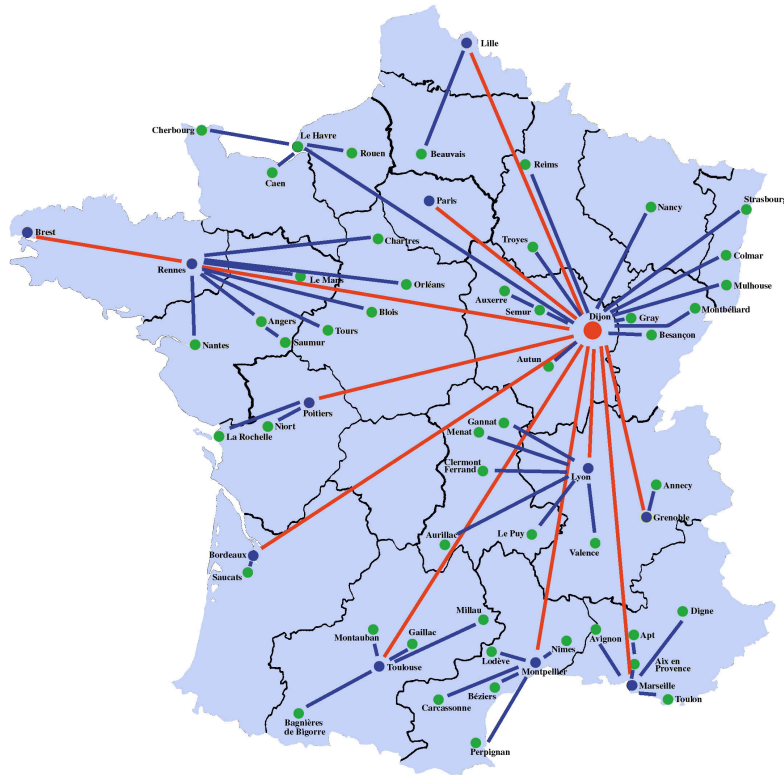 Lille
Cherbourg
Le Havre
Rouen
Beauvais
Caen
Reims
Paris
Nancy
Strasbourg
Brest
Chartres
Troyes
Colmar
Rennes
Le Mans
Orléans
Mulhouse
Auxerre
Semur
Dijon
Montbéliard
Blois
Gray
Angers
Tours
Besançon
Nantes
Saumur
Autun
Poitiers
Gannat
Niort
La Rochelle
Menat
Clermont
Ferrand
Lyon
Annecy
Grenoble
Aurillac
Le Puy
Valence
Bordeaux
Saucats
Millau
Digne
Montauban
Gaillac
Avignon
Apt
Nîmes
Toulouse
Lodève
Aix en
Provence
Montpellier
Marseille
Béziers
Carcassonne
Toulon
Bagnières
de Bigorre
Perpignan